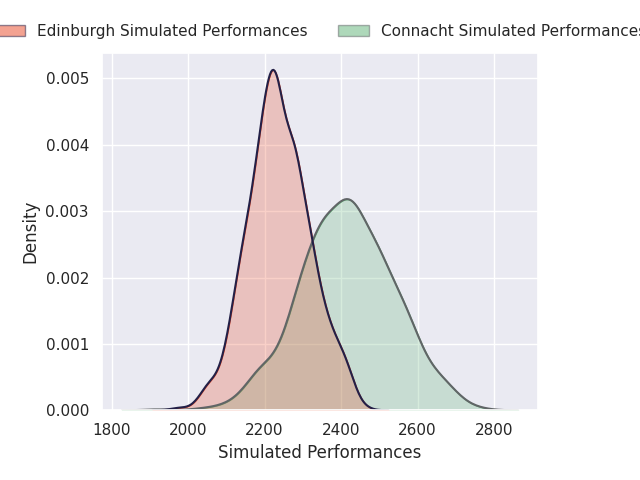 Edinburgh Simulated Performances
Connacht Simulated Performances
0.005
0.004
0.003
0.002
0.001
0.000
Density
1800 2000 2200 2400 2600 2800
Simulated Performances